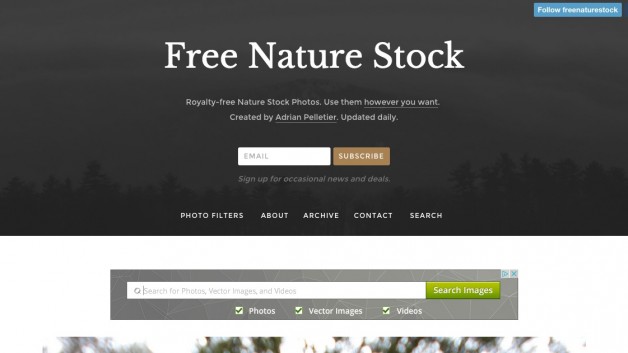 Follow freenaturestock
Free Nature Stock
Royalty-free Nature Stock Photos. Use them however you want.
Created by Adrian Pelletier. Updated daily.
EMAIL SUBSCRIBE
Sign up for occasional news and deals.
PHOTO FILTERS ABOUT ARCHIVE CONTACT SEARCH
Search for Photos, Vector Images, and Videos Search Images
Photos Vector Images Videos